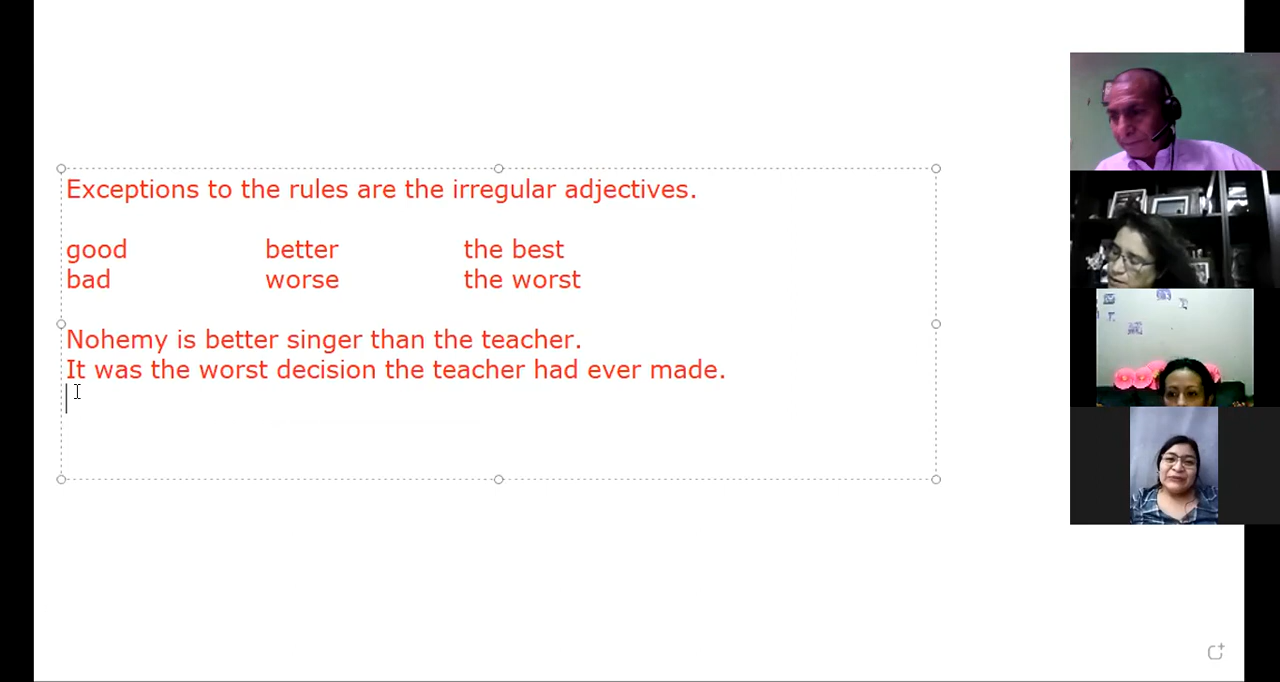 Exceptions to the rules are the irregular adjectives.
good better the best
bad worse the worst
Nohemy is better singer than the teacher.
It was the worst decision the teacher had ever made.